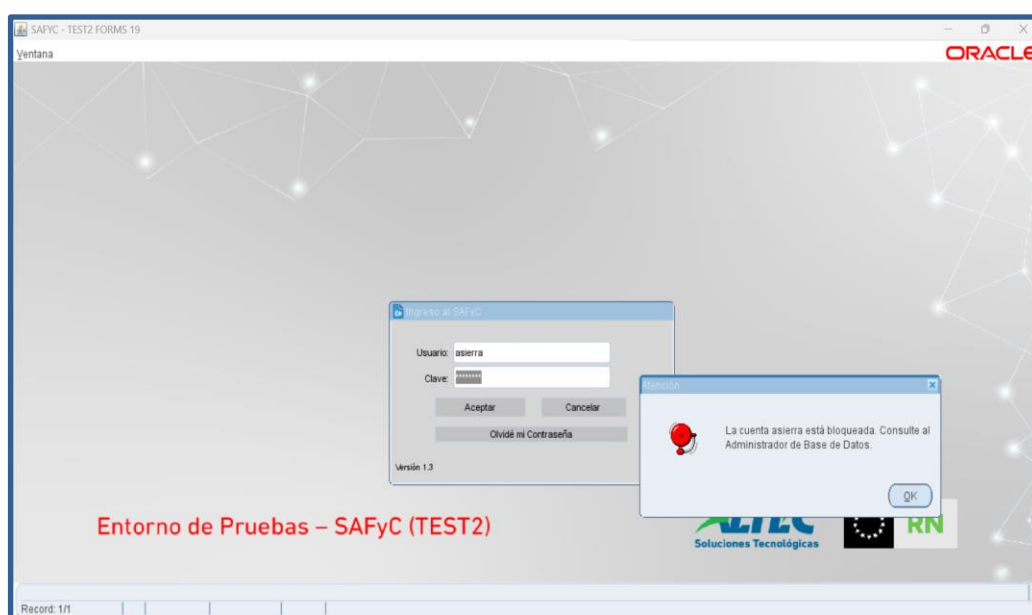 SAFYC - TEST2 FORMS 19
Ventana
ORACLE
Ingreso al SAFyC
Usuario: asierra
Clave: ********
Aceptar Cancelar
Olvidé mi Contraseña
Versión 1.3
Atención
La cuenta asierra está bloqueada. Consulte al
Administrador de Base de Datos.
OK
Entorno de Pruebas – SAFyC (TEST2)
ALTEC
Soluciones Tecnológicas
RN
Record: 1/1